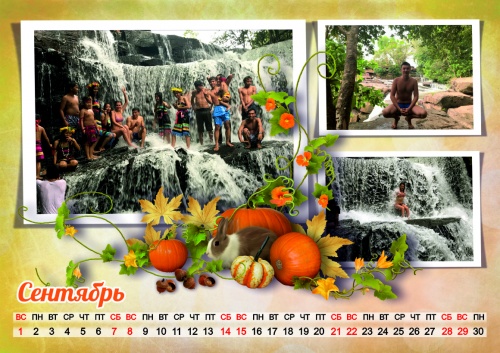 Сентябрь
ВС ПН ВТ СР ЧТ ПТ СБ ВС ПН ВТ СР ЧТ ПТ СБ ВС ПН ВТ СР ЧТ ПТ СБ ВС ПН ВТ СР ЧТ ПТ СБ ВС ПН
1 2 3 4 5 6 7 8 9 10 11 12 13 14 15 16 17 18 19 20 21 22 23 24 25 26 27 28 29 30